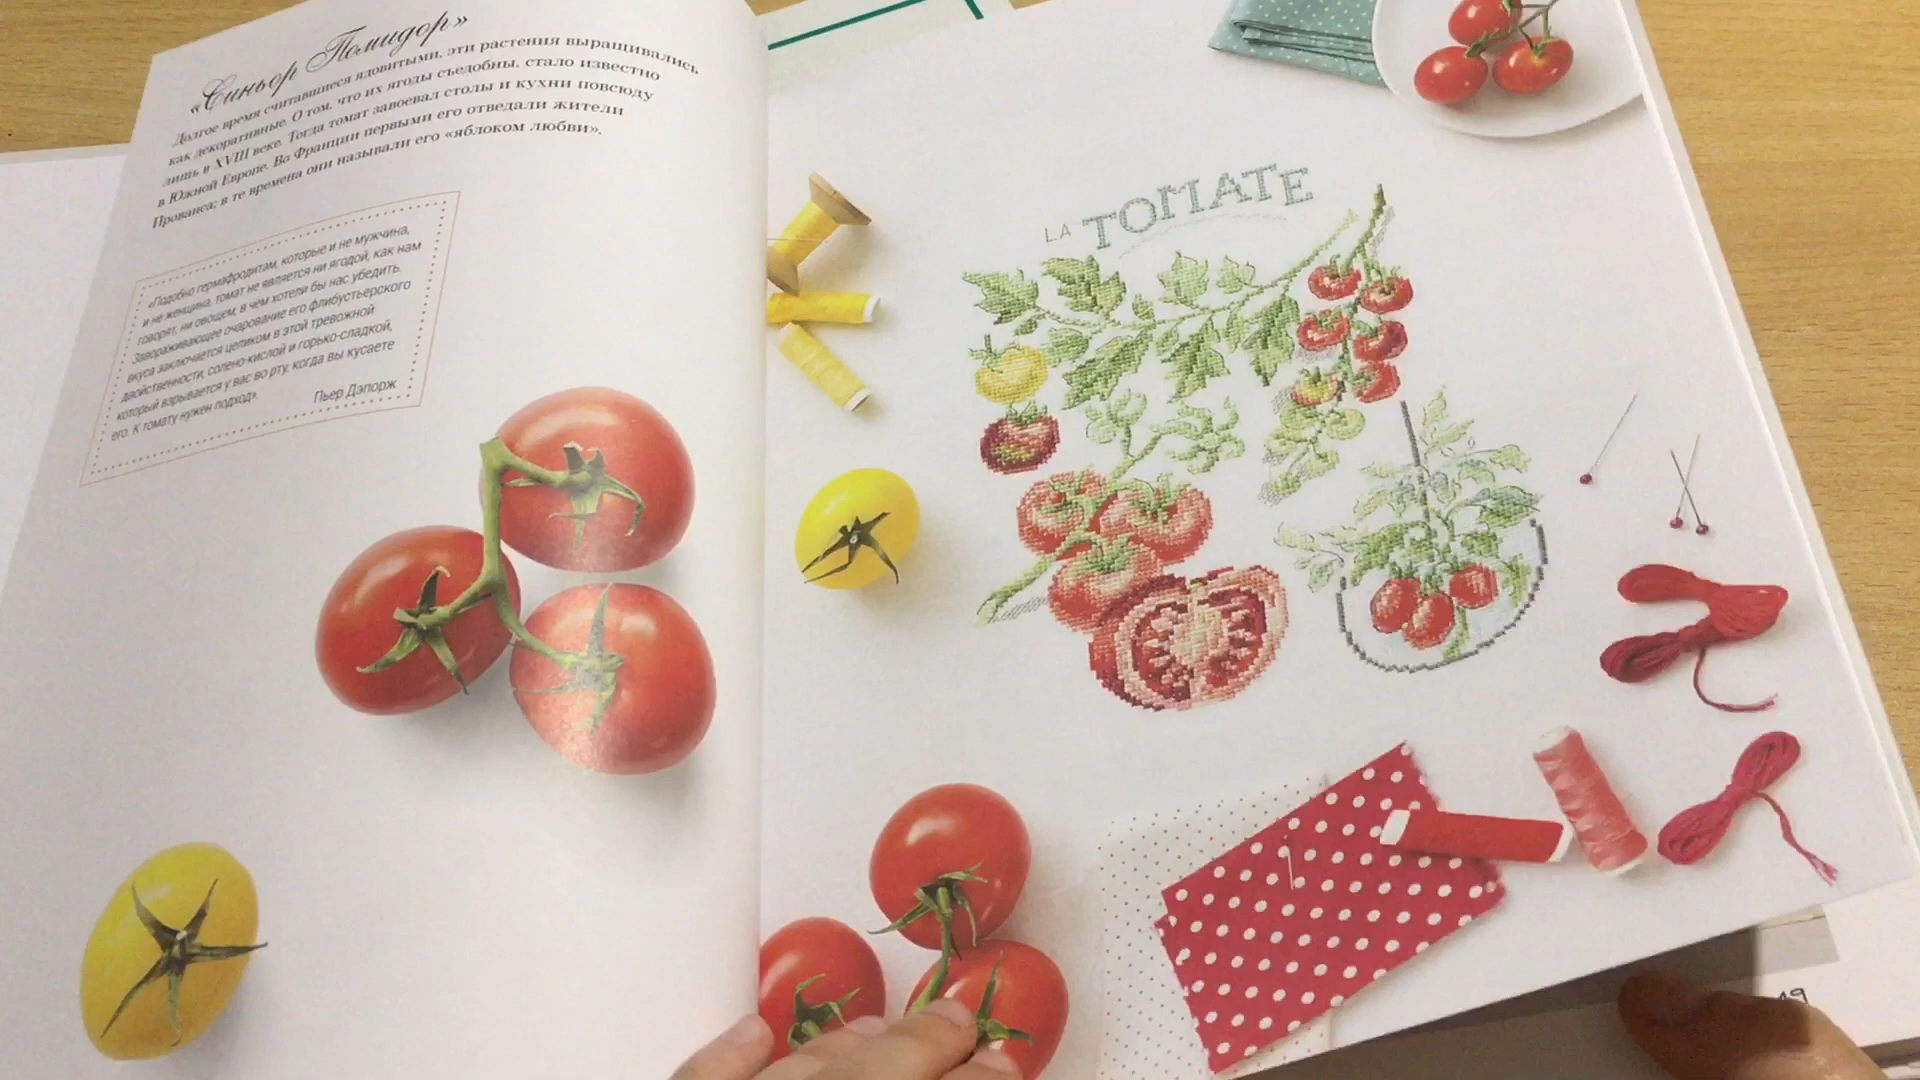 «Синьор Помидор»
Долгое время считавшиеся ядовитыми, эти растения выращивались
как декоративные. О том, что их ягоды съедобны, стало известно
лишь в XVIII веке. Тогда томат завоевал столы и кухни повсюду
в Южной Европе. Во Франции первыми его отведали жители
Прованса; в те времена они называли его «яблоком любви».
«Подобно гермафродитам, которые и не мужчина,
и не женщина, томат не является ни ягодой, как нам
говорят, ни овощем, в чем хотели бы нас убедить.
Завораживающее очарование его флибустьерского
вкуса заключается целиком в этой тревожной
двойственности, солено-кислой и горько-сладкой,
который взрывается у вас во рту, когда вы кусаете
его. К томату нужен подход».
Пьер Дэпорж
LA TOMATE
49